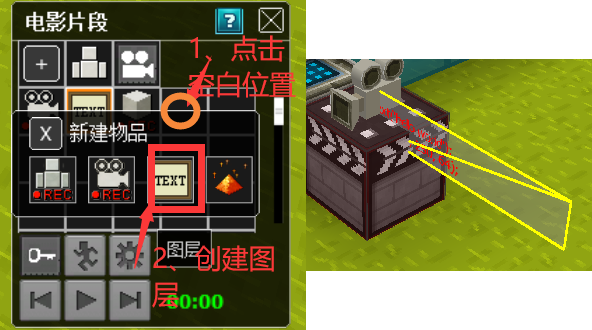 电影片段
?
1、点击
空白位置
TEXT
X 新建物品
REC
REC
TEXT
图层
2、创建图
层
00:00